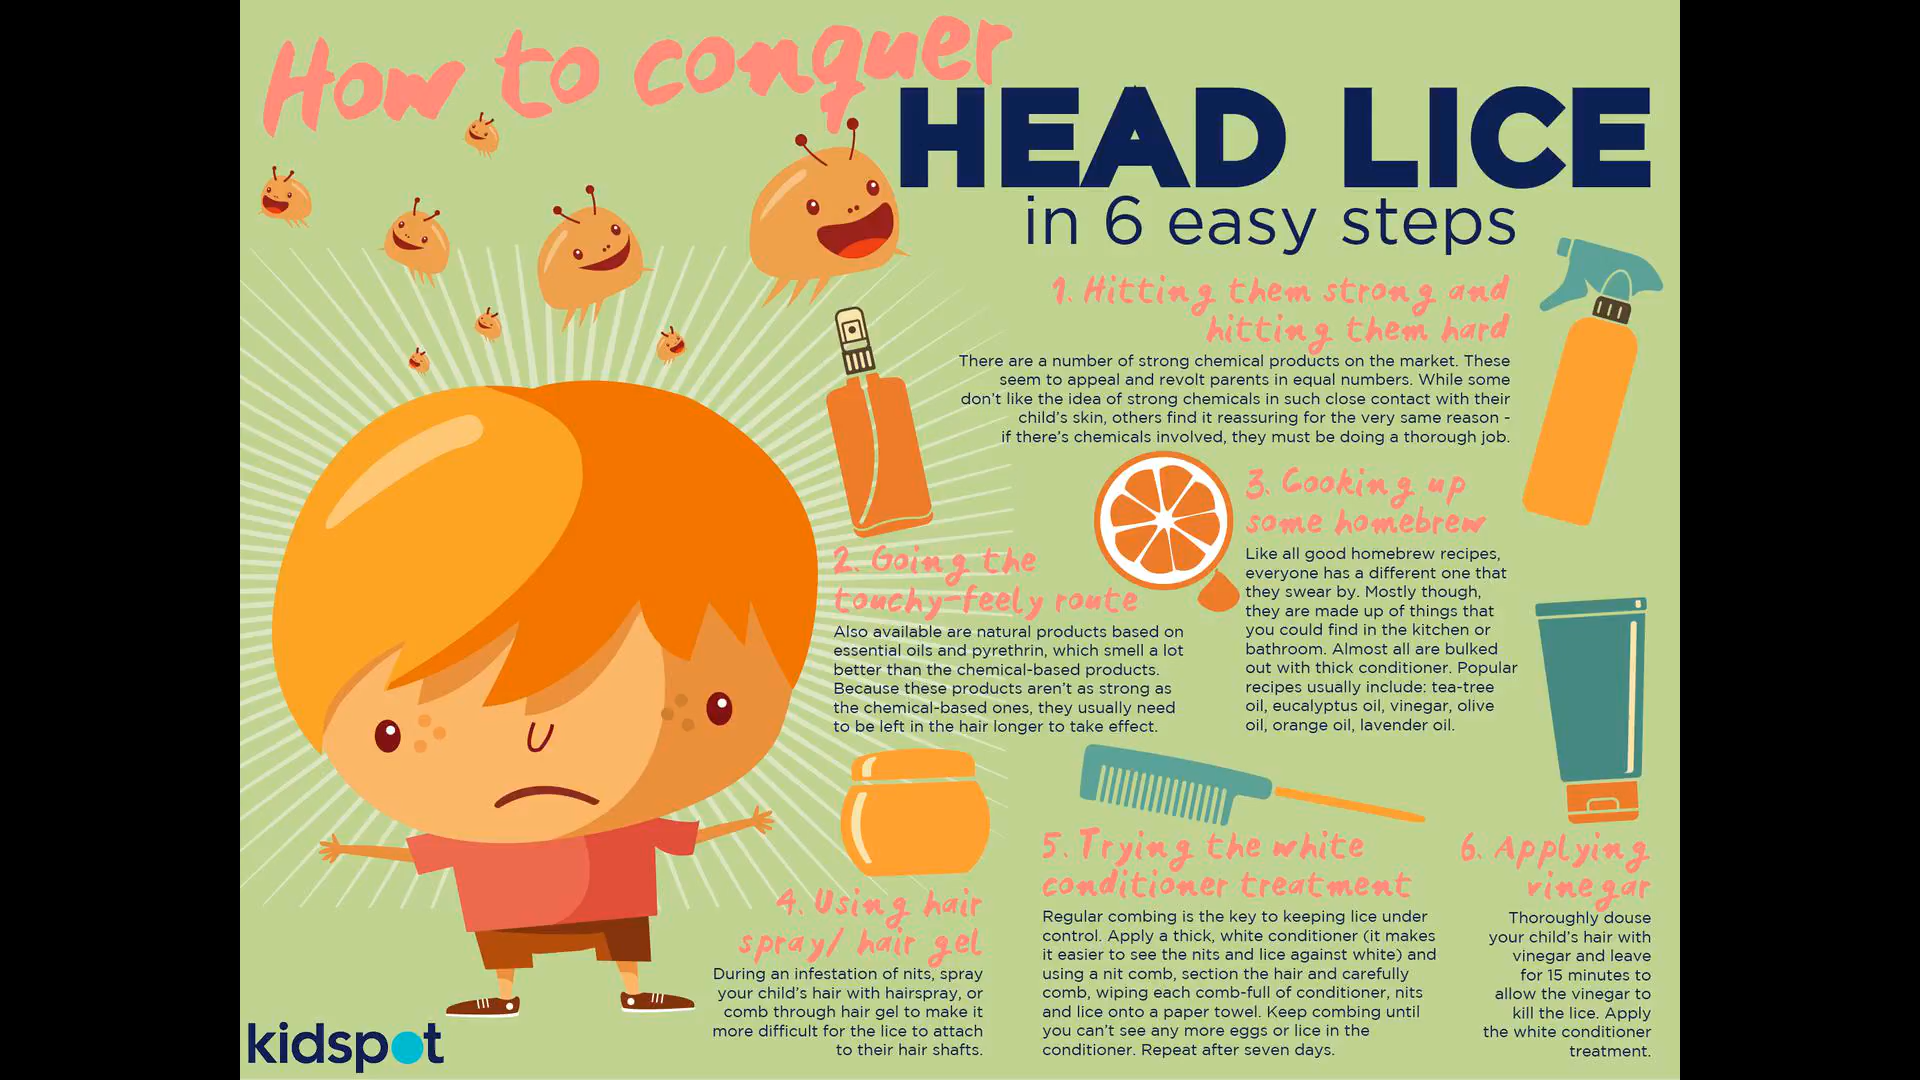 How to conquer
HEAD LICE
in 6 easy steps
1. Hitting them strong and
hitting them hard
There are a number of strong chemical products on the market. These
seem to appeal and revolt parents in equal numbers. While some
don't like the idea of strong chemicals in such close contact with their
child's skin, others find it reassuring for the very same reason -
if there's chemicals involved, they must be doing a thorough job.
2. Going the
touchy-feely route
Also available are natural products based on
essential oils and pyrethrin, which smell a lot
better than the chemical-based products.
Because these products aren't as strong as
the chemical-based ones, they usually need
to be left in the hair longer to take effect.
3. Cooking up
some homebrew
Like all good homebrew recipes,
everyone has a different one that
they swear by. Mostly though,
they are made up of things that
you could find in the kitchen or
bathroom. Almost all are bulked
out with thick conditioner. Popular
recipes usually include: tea-tree
oil, eucalyptus oil, vinegar, olive
oil, orange oil, lavender oil.
4. Using hair
spray/ hair gel
During an infestation of nits, spray
your child's hair with hairspray, or
comb through hair gel to make it
more difficult for the lice to attach
to their hair shafts.
5. Trying the white
conditioner treatment
Regular combing is the key to keeping lice under
control. Apply a thick, white conditioner (it makes
it easier to see the nits and lice against white) and
using a nit comb, section the hair and carefully
comb, wiping each comb-full of conditioner, nits
and lice onto a paper towel. Keep combing until
you can't see any more eggs or lice in the
conditioner. Repeat after seven days.
6. Applying
vinegar
Thoroughly douse
your child's hair with
vinegar and leave
for 15 minutes to
allow the vinegar to
kill the lice. Apply
the white conditioner
treatment.
kidspot